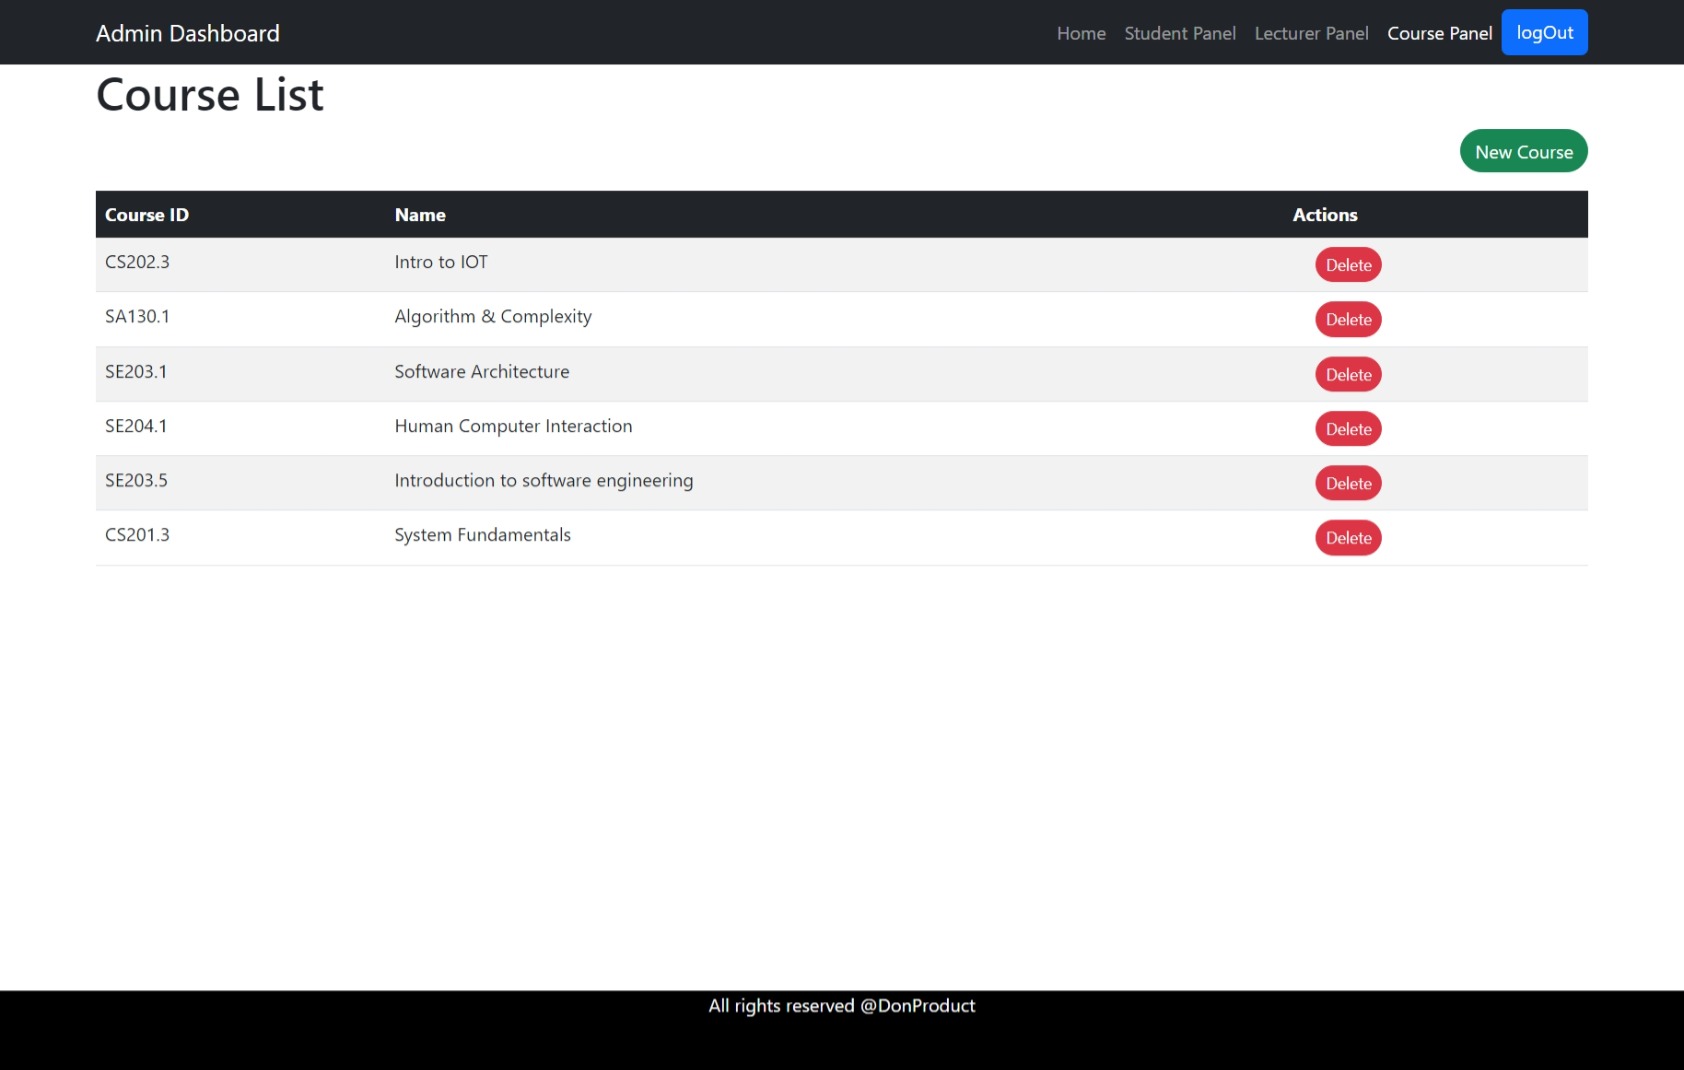 Admin Dashboard Home Student Panel Lecturer Panel Course Panel logOut
Course List
New Course
Course ID Name Actions
CS202.3 Intro to IOT Delete
SA130.1 Algorithm & Complexity Delete
SE203.1 Software Architecture Delete
SE204.1 Human Computer Interaction Delete
SE203.5 Introduction to software engineering Delete
CS201.3 System Fundamentals Delete
All rights reserved @DonProduct